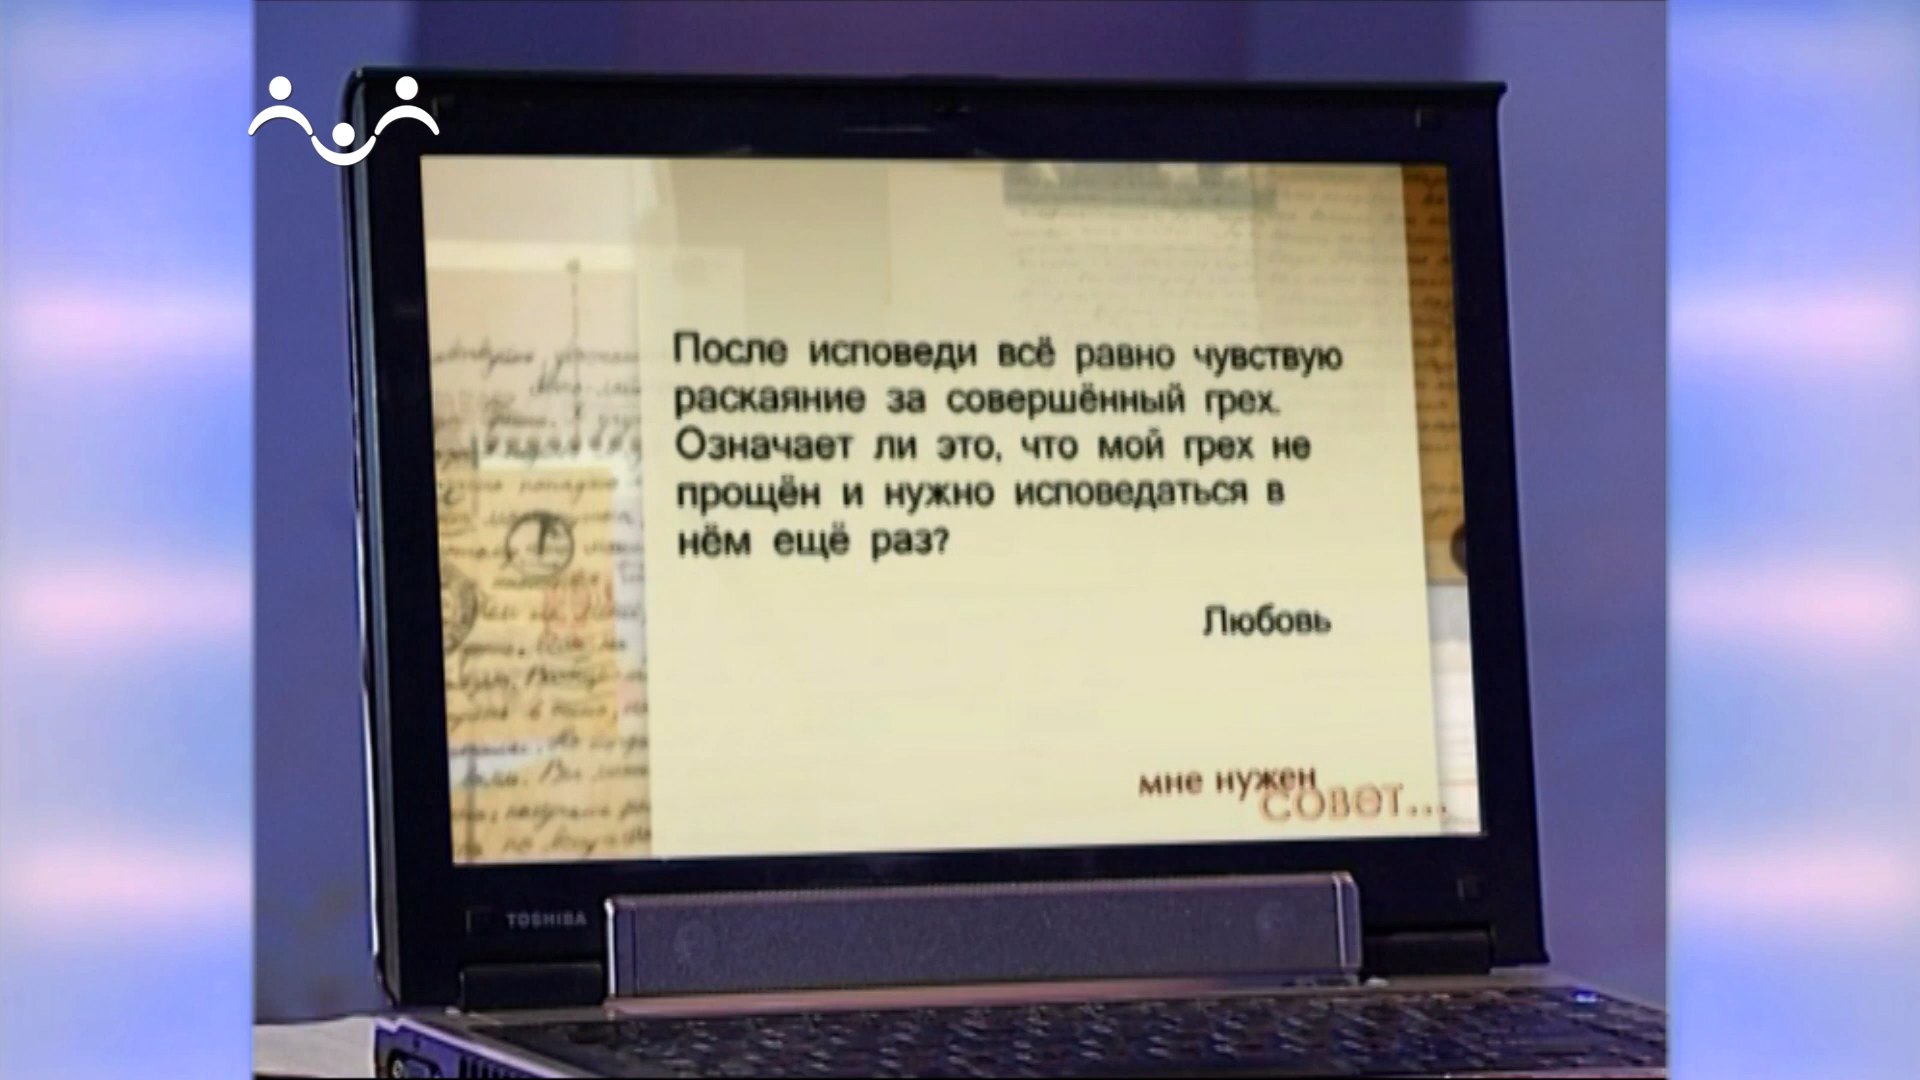 После исповеди всё равно чувствую
раскаяние за совершённый грех.
Означает ли это, что мой грех не
прощён и нужно исповедаться в
нём ещё раз?
Любовь
мне нужен
совет...
TOSHIBA